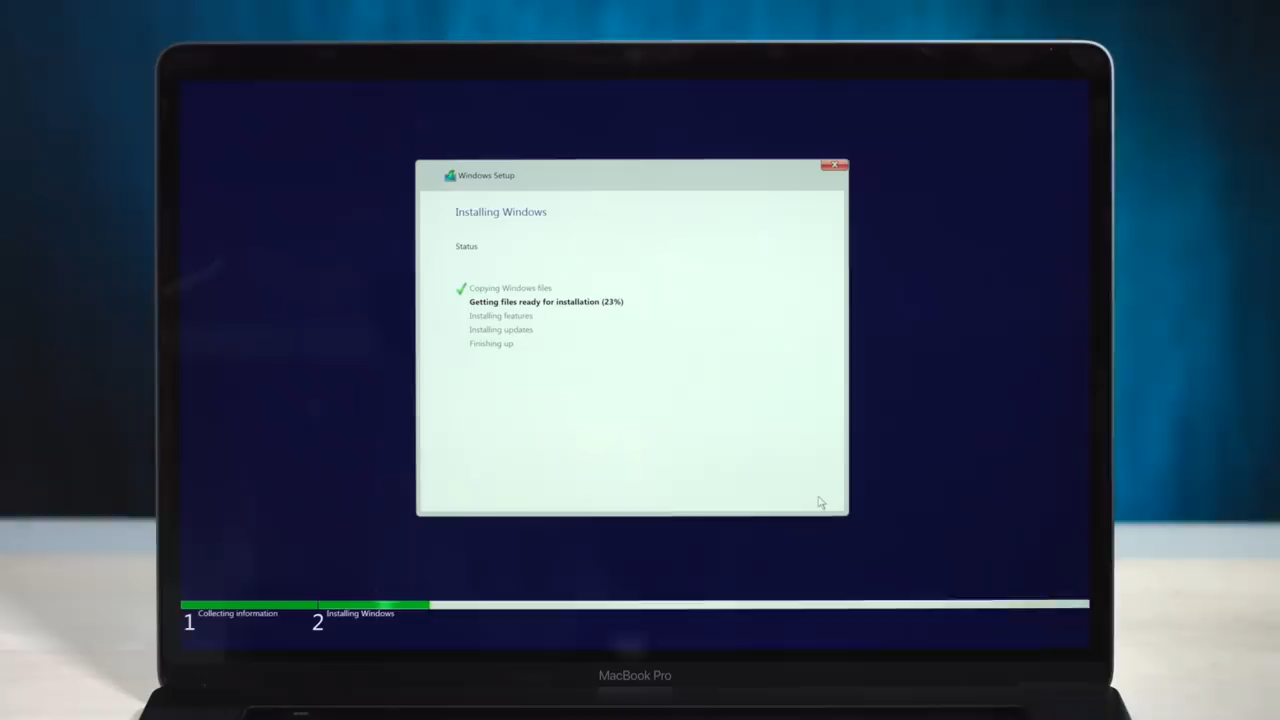 Windows Setup
Installing Windows
Status
Copying Windows files
Getting files ready for installation (23%)
Installing features
Installing updates
Finishing up
1 Collecting information
2 Installing Windows
MacBook Pro